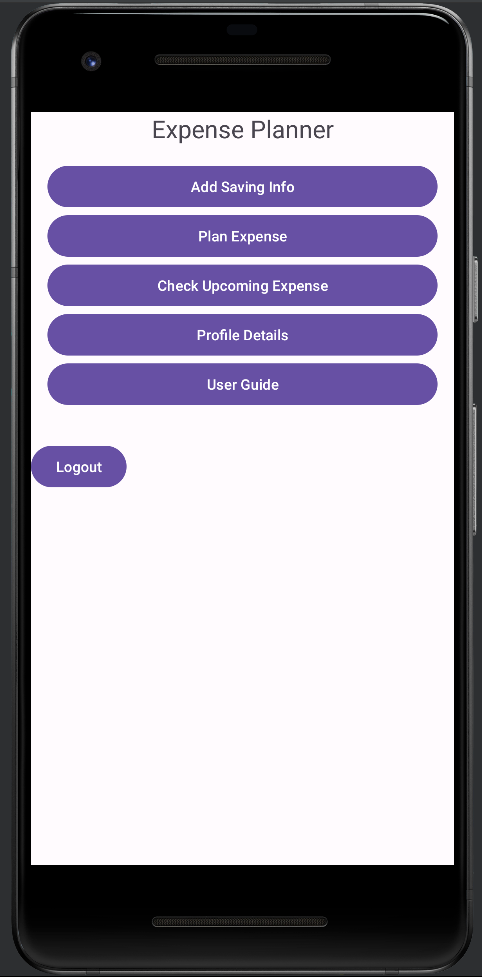 Expense Planner
Add Saving Info
Plan Expense
Check Upcoming Expense
Profile Details
User Guide
Logout